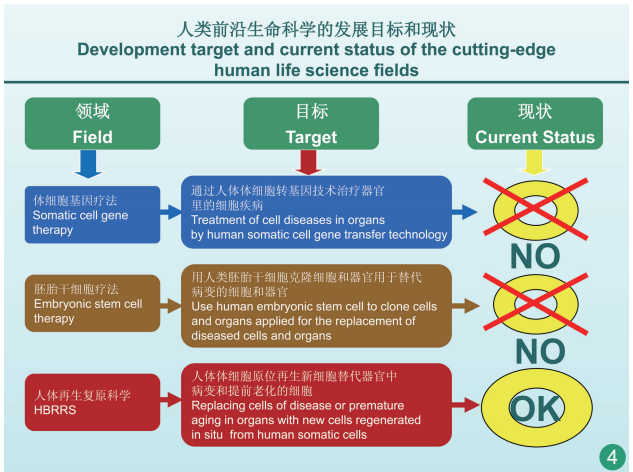 人类前沿生命科学的发展目标和现状
Development target and current status of the cutting-edge
human life science fields
领域
Field
目标
Target
现状
Current Status
体细胞基因疗法
Somatic cell gene
therapy
通过人体体细胞转基因技术治疗器官
里的细胞疾病
Treatment of cell diseases in organs
by human somatic cell gene transfer technology
NO
胚胎干细胞疗法
Embryonic stem cell
therapy
用人类胚胎干细胞克隆细胞和器官用于替代
病变的细胞和器官
Use human embryonic stem cell to clone cells
and organs applied for the replacement of
diseased cells and organs
NO
人体再生复原科学
HBRRS
人体体细胞原位再生新细胞替代器官中
病变和提前老化的细胞
Replacing cells of disease or premature
aging in organs with new cells regenerated
in situ from human somatic cells
OK
4